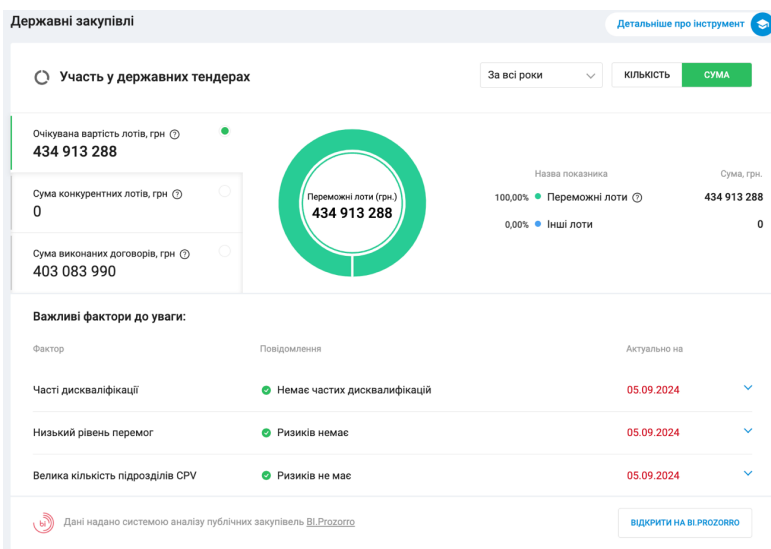 Державні закупівлі
Детальніше про інструмент
Участь у державних тендерах
За всі роки
КІЛЬКІСТЬ
СУМА
Очікувана вартість лотів, грн
434 913 288
Сума конкурентних лотів, грн
0
Сума виконаних договорів, грн
403 083 990
Переможні лоти (грн.)
434 913 288
Назва показника Сума, грн.
100,00% Переможні лоти 434 913 288
0,00% Інші лоти 0
Важливі фактори до уваги:
Фактор Повідомлення Актуально на
Часті дискваліфікації Немає частих дисквалифікацій 05.09.2024
Низький рівень перемог Ризиків немає 05.09.2024
Велика кількість підрозділів CPV Ризиків не має 05.09.2024
bi Дані надано системою аналізу публічних закупівель BI.Prozorro
ВІДКРИТИ НА BI.PROZORRO